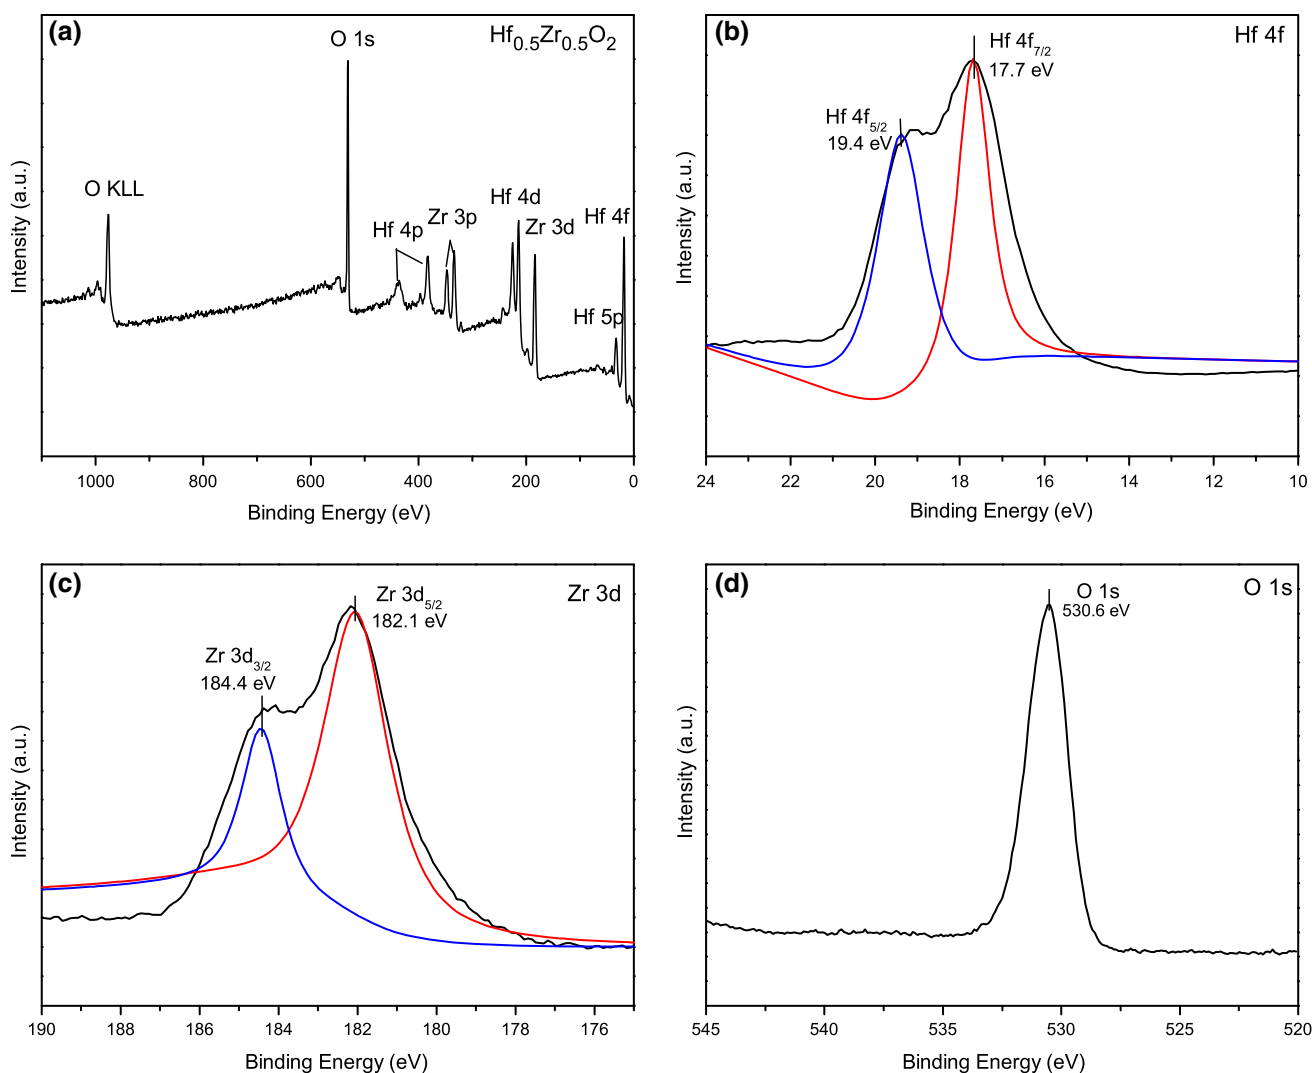 (a)
Hf0.5Zr0.5O2
O 1s
O KLL
Hf 4p
Zr 3p
Hf 4d
Zr 3d
Hf 4f
Hf 5p
Intensity (a.u.)
1000 800 600 400 200 0
Binding Energy (eV)
(b)
Hf 4f
Hf 4f7/2
17.7 eV
Hf 4f5/2
19.4 eV
Intensity (a.u.)
24 22 20 18 16 14 12 10
Binding Energy (eV)
(c)
Zr 3d
Zr 3d5/2
182.1 eV
Zr 3d3/2
184.4 eV
Intensity (a.u.)
190 188 186 184 182 180 178 176
Binding Energy (eV)
(d)
O 1s
O 1s
530.6 eV
Intensity (a.u.)
545 540 535 530 525 520
Binding Energy (eV)